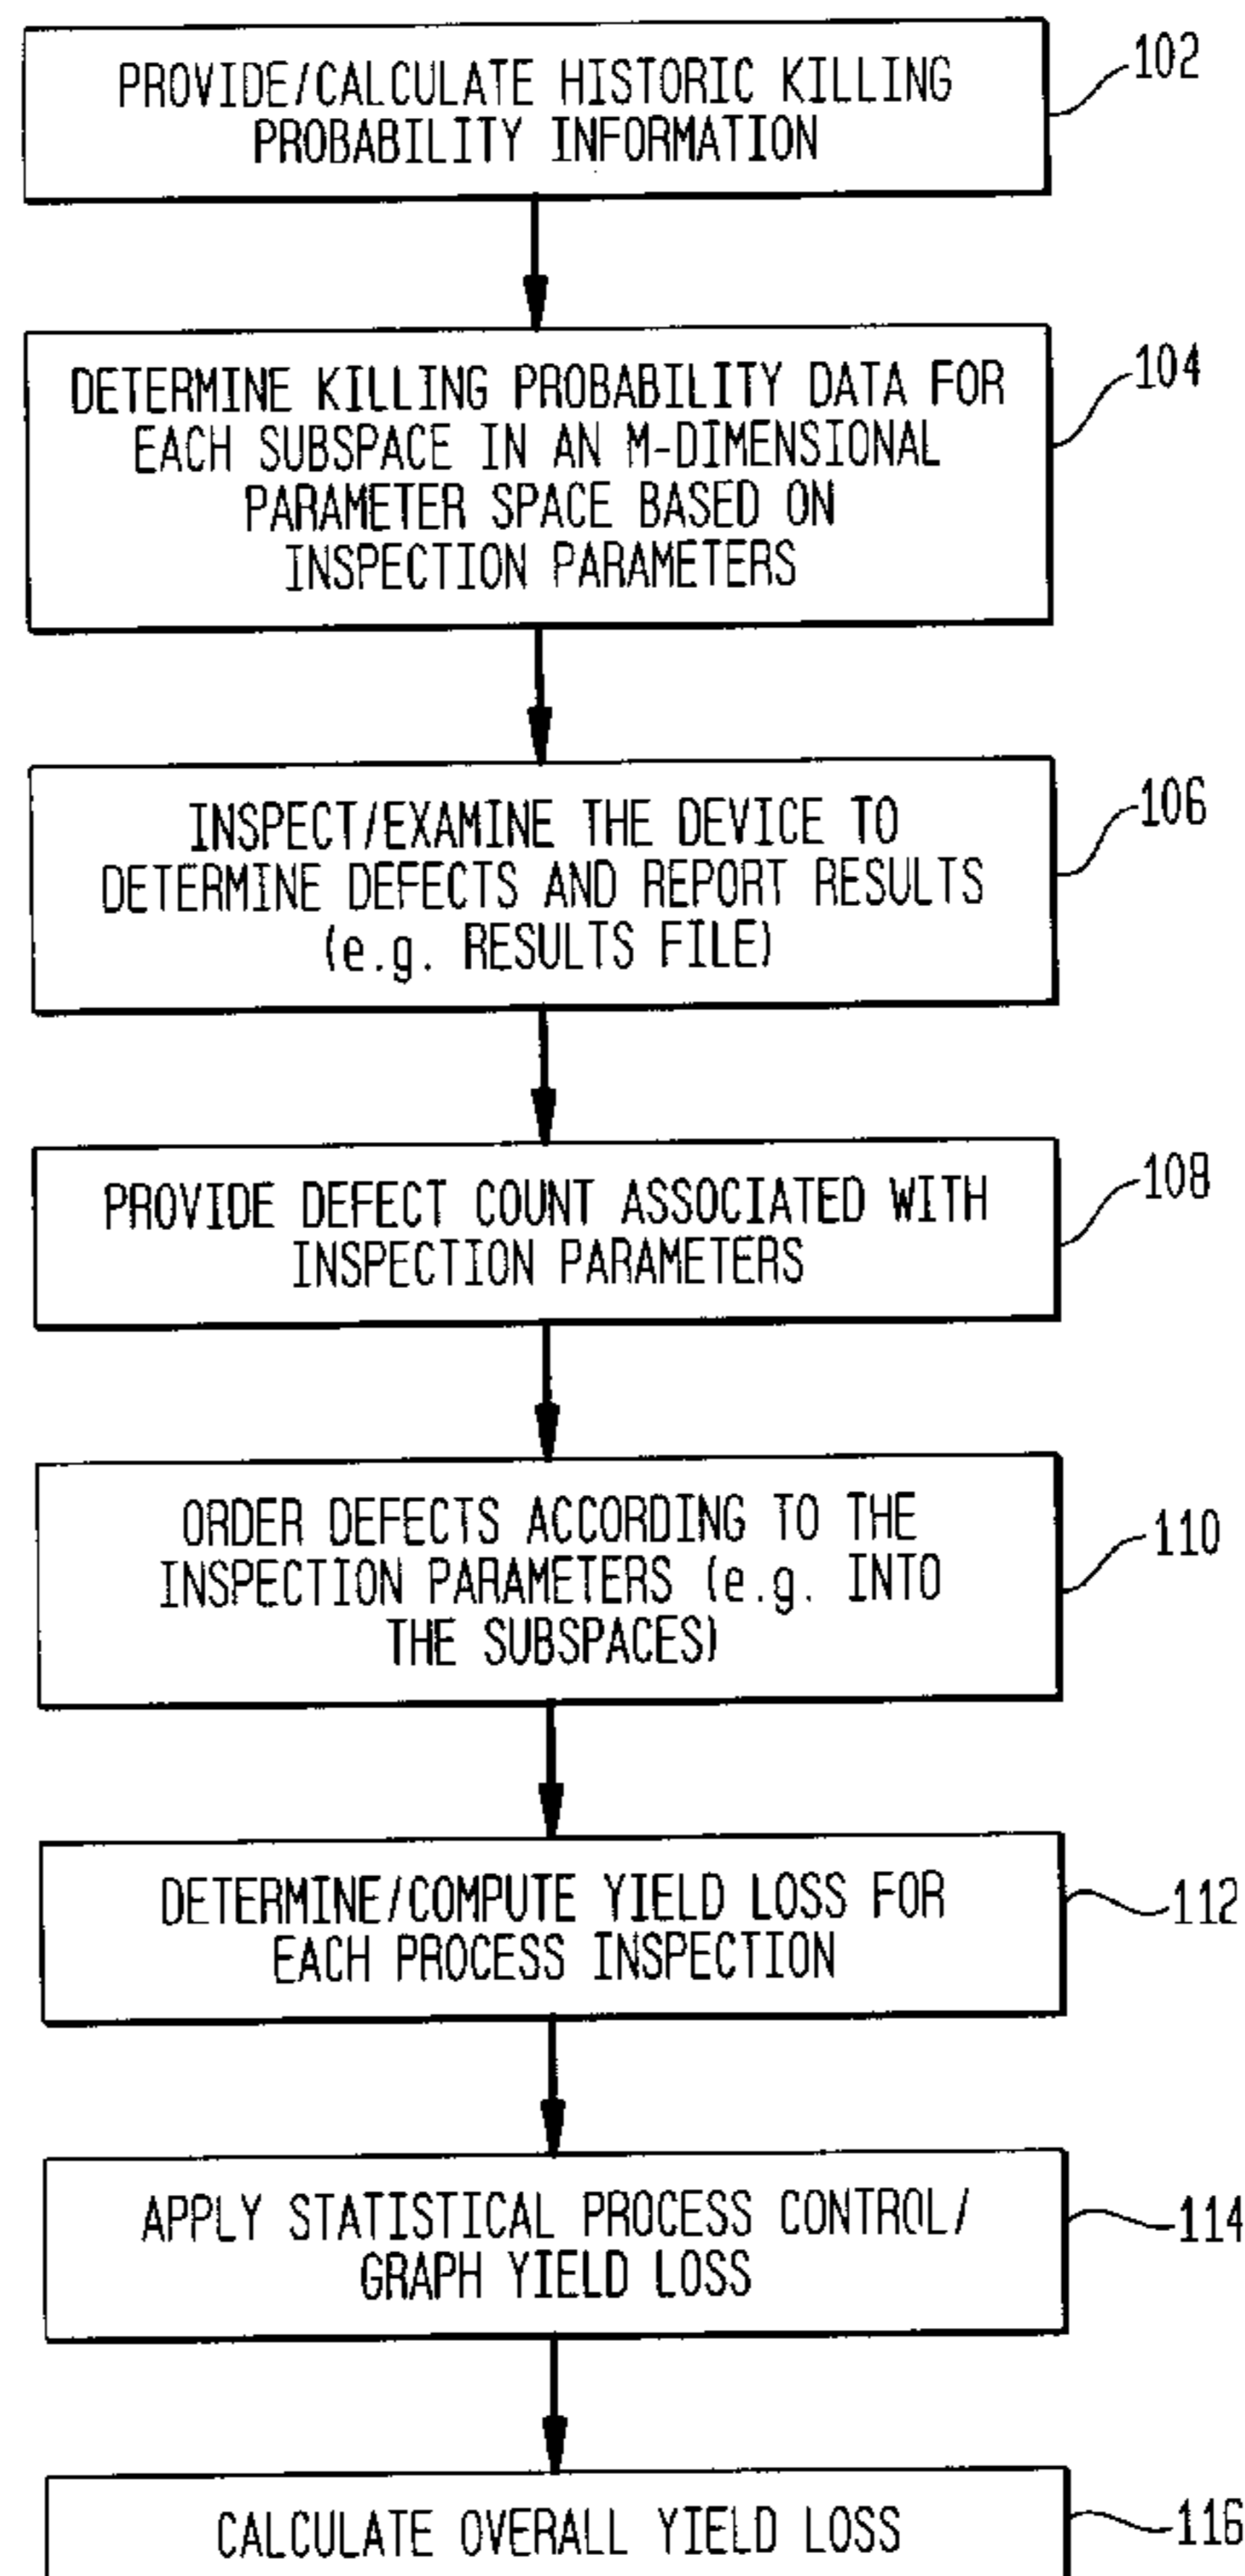 PROVIDE/CALCULATE HISTORIC KILLING
PROBABILITY INFORMATION
102
DETERMINE KILLING PROBABILITY DATA FOR
EACH SUBSPACE IN AN M-DIMENSIONAL
PARAMETER SPACE BASED ON
INSPECTION PARAMETERS
104
INSPECT/EXAMINE THE DEVICE TO
DETERMINE DEFECTS AND REPORT RESULTS
(e.g. RESULTS FILE)
106
PROVIDE DEFECT COUNT ASSOCIATED WITH
INSPECTION PARAMETERS
108
ORDER DEFECTS ACCORDING TO THE
INSPECTION PARAMETERS (e.g. INTO
THE SUBSPACES)
110
DETERMINE/COMPUTE YIELD LOSS FOR
EACH PROCESS INSPECTION
112
APPLY STATISTICAL PROCESS CONTROL/
GRAPH YIELD LOSS
114
CALCULATE OVERALL YIELD LOSS
116